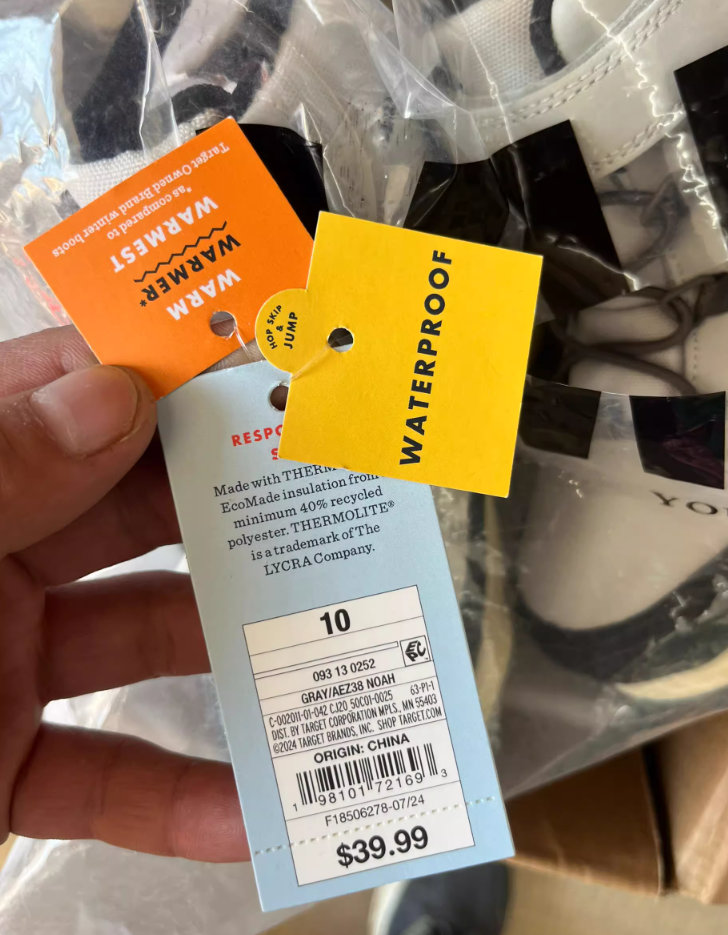 WARM
WARMER*
WARMEST
*as compared to
Target Owned Brand winter boots
HOP SKIP
&
JUMP
WATERPROOF
Made with
EcoMade insulation from
minimum 40% recycled
polyester. THERMOLITE®
is a trademark of The
LYCRA Company.
10
EPC
093 13 0252
GRAY/AEZ38 NOAH
C-002011-01-042 CJ20 50C01-0025 63-P1-1
DIST. BY TARGET CORPORATION MPLS., MN 55403
©2024 TARGET BRANDS, INC. SHOP TARGET.COM
ORIGIN: CHINA
1 98101 72169 3
F18506278-07/24
$39.99